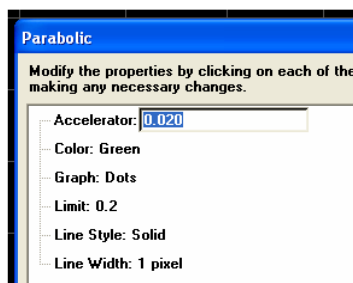 Parabolic
Modify the properties by clicking on each of the
making any necessary changes.
Accelerator: 0.020
Color: Green
Graph: Dots
Limit: 0.2
Line Style: Solid
Line Width: 1 pixel